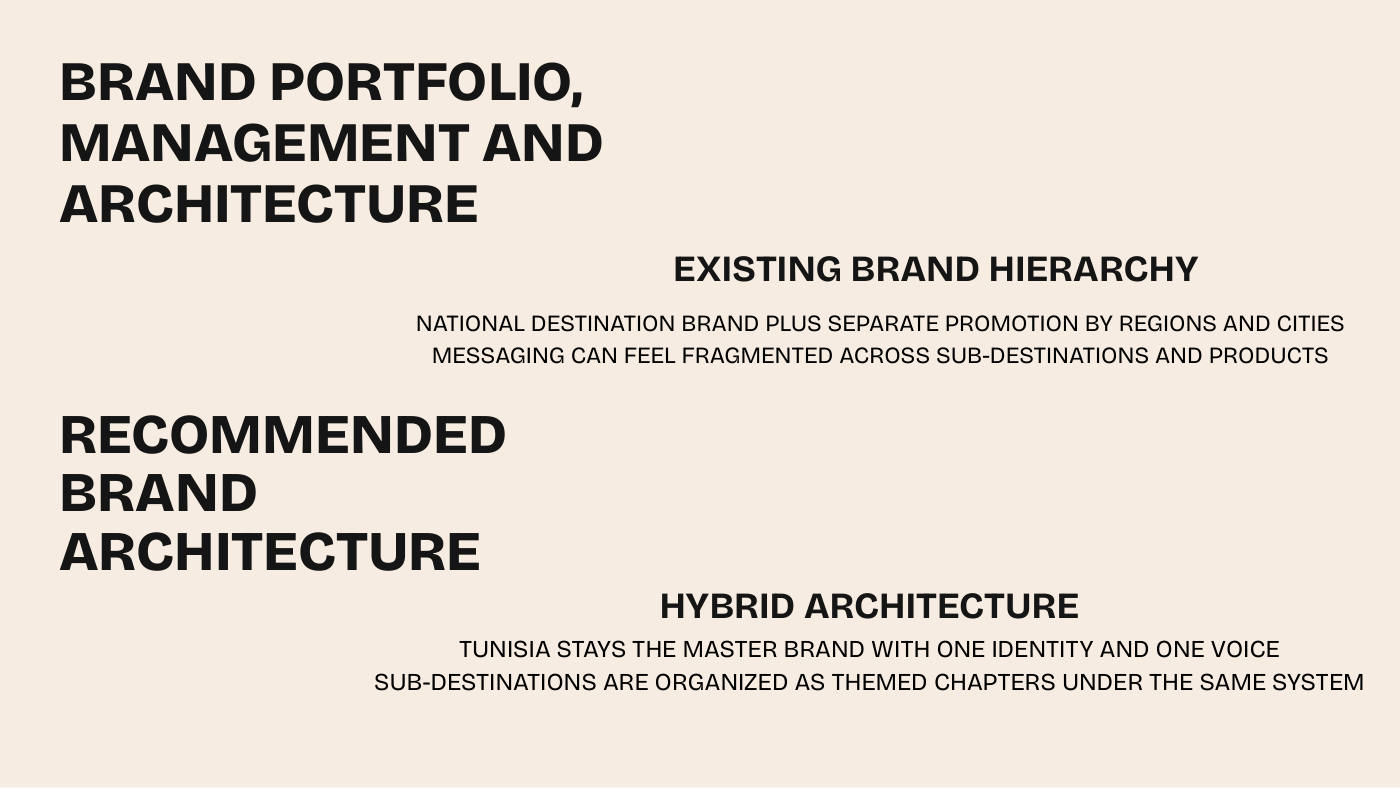 BRAND PORTFOLIO,
MANAGEMENT AND
ARCHITECTURE
EXISTING BRAND HIERARCHY
NATIONAL DESTINATION BRAND PLUS SEPARATE PROMOTION BY REGIONS AND CITIES
MESSAGING CAN FEEL FRAGMENTED ACROSS SUB-DESTINATIONS AND PRODUCTS
RECOMMENDED
BRAND
ARCHITECTURE
HYBRID ARCHITECTURE
TUNISIA STAYS THE MASTER BRAND WITH ONE IDENTITY AND ONE VOICE
SUB-DESTINATIONS ARE ORGANIZED AS THEMED CHAPTERS UNDER THE SAME SYSTEM